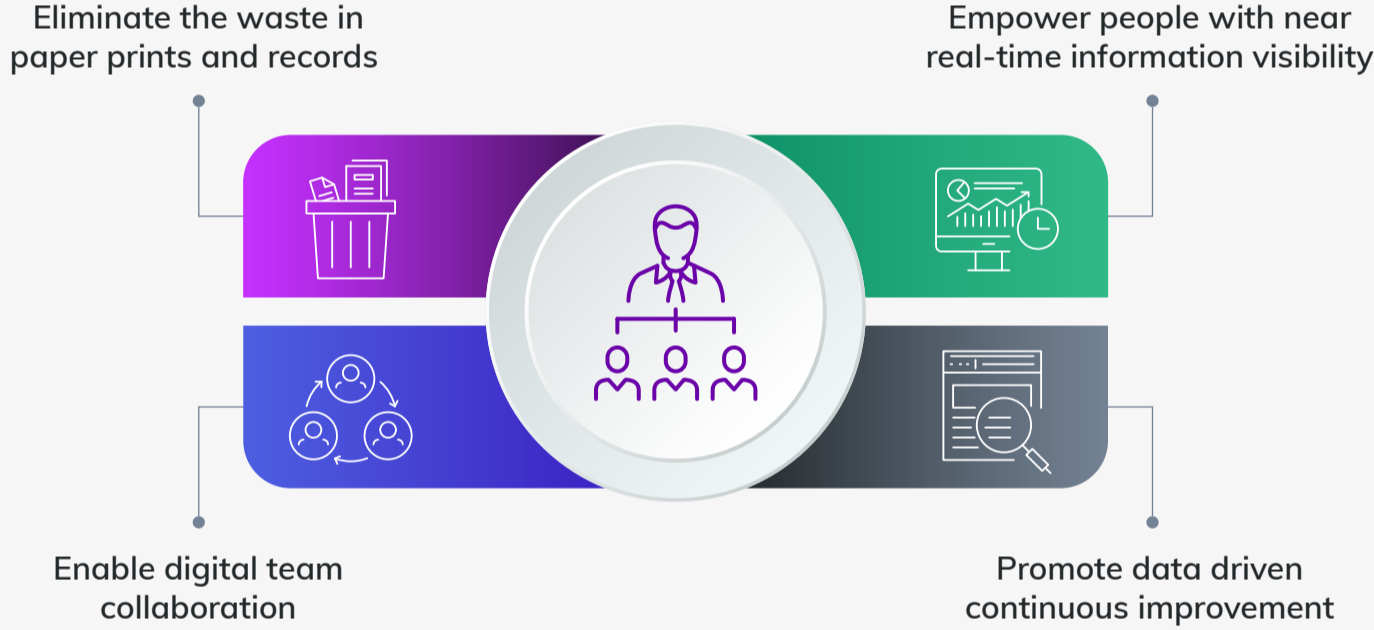 Eliminate the waste in
paper prints and records
Empower people with near
real-time information visibility
Enable digital team
collaboration
Promote data driven
continuous improvement